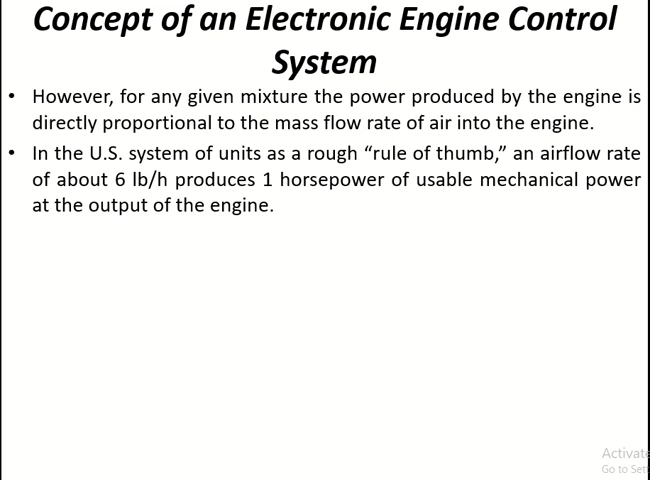 Concept of an Electronic Engine Control
System
• However, for any given mixture the power produced by the engine is
directly proportional to the mass flow rate of air into the engine.
• In the U.S. system of units as a rough “rule of thumb,” an airflow rate
of about 6 lb/h produces 1 horsepower of usable mechanical power
at the output of the engine.
Activate
Go to Sett